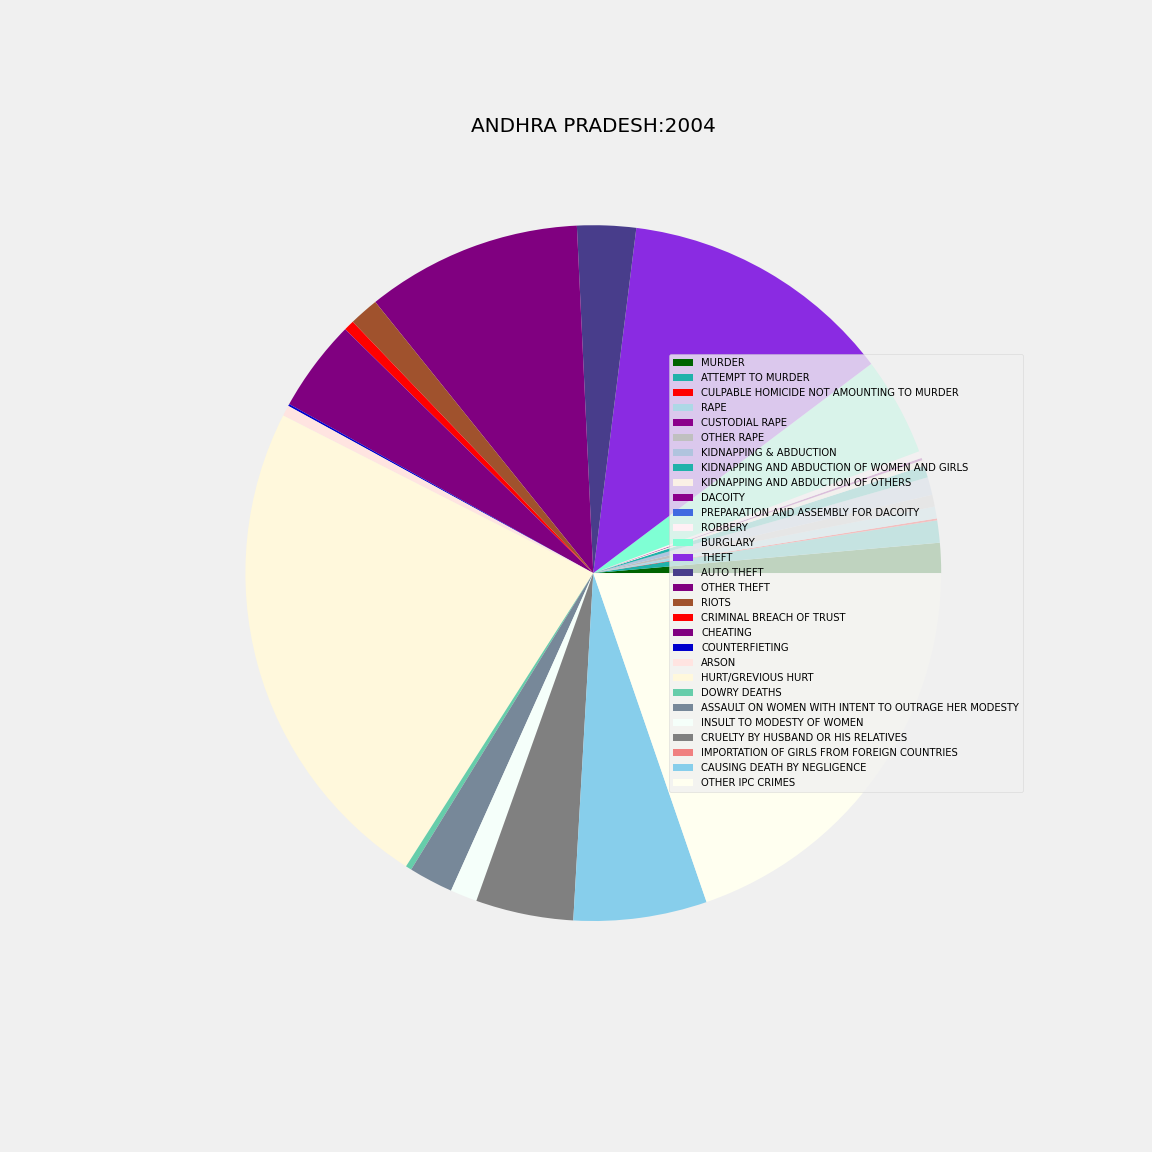 ANDHRA PRADESH:2004
MURDER
ATTEMPT TO MURDER
CULPABLE HOMICIDE NOT AMOUNTING TO MURDER
RAPE
CUSTODIAL RAPE
OTHER RAPE
KIDNAPPING & ABDUCTION
KIDNAPPING AND ABDUCTION OF WOMEN AND GIRLS
KIDNAPPING AND ABDUCTION OF OTHERS
DACOITY
PREPARATION AND ASSEMBLY FOR DACOITY
ROBBERY
BURGLARY
THEFT
AUTO THEFT
OTHER THEFT
RIOTS
CRIMINAL BREACH OF TRUST
CHEATING
COUNTERFIETING
ARSON
HURT/GREVIOUS HURT
DOWRY DEATHS
ASSAULT ON WOMEN WITH INTENT TO OUTRAGE HER MODESTY
INSULT TO MODESTY OF WOMEN
CRUELTY BY HUSBAND OR HIS RELATIVES
IMPORTATION OF GIRLS FROM FOREIGN COUNTRIES
CAUSING DEATH BY NEGLIGENCE
OTHER IPC CRIMES